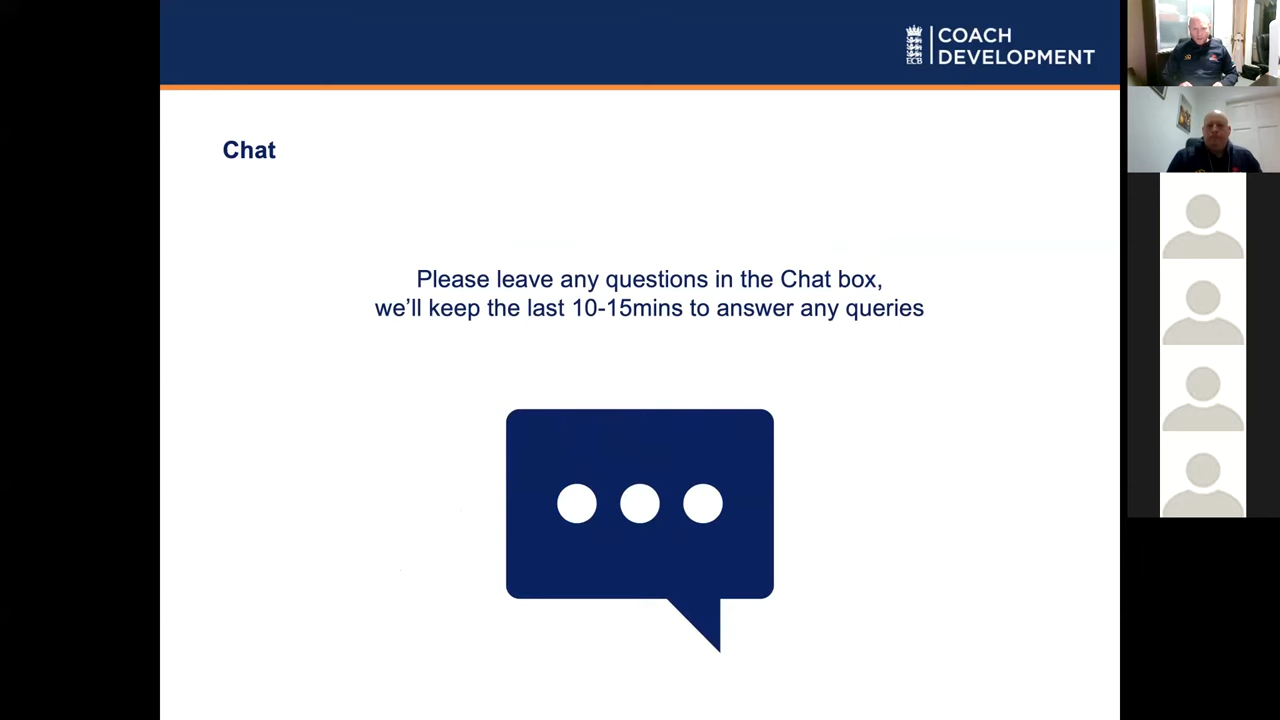 ECB
COACH
DEVELOPMENT
Chat
Please leave any questions in the Chat box,
we'll keep the last 10-15mins to answer any queries